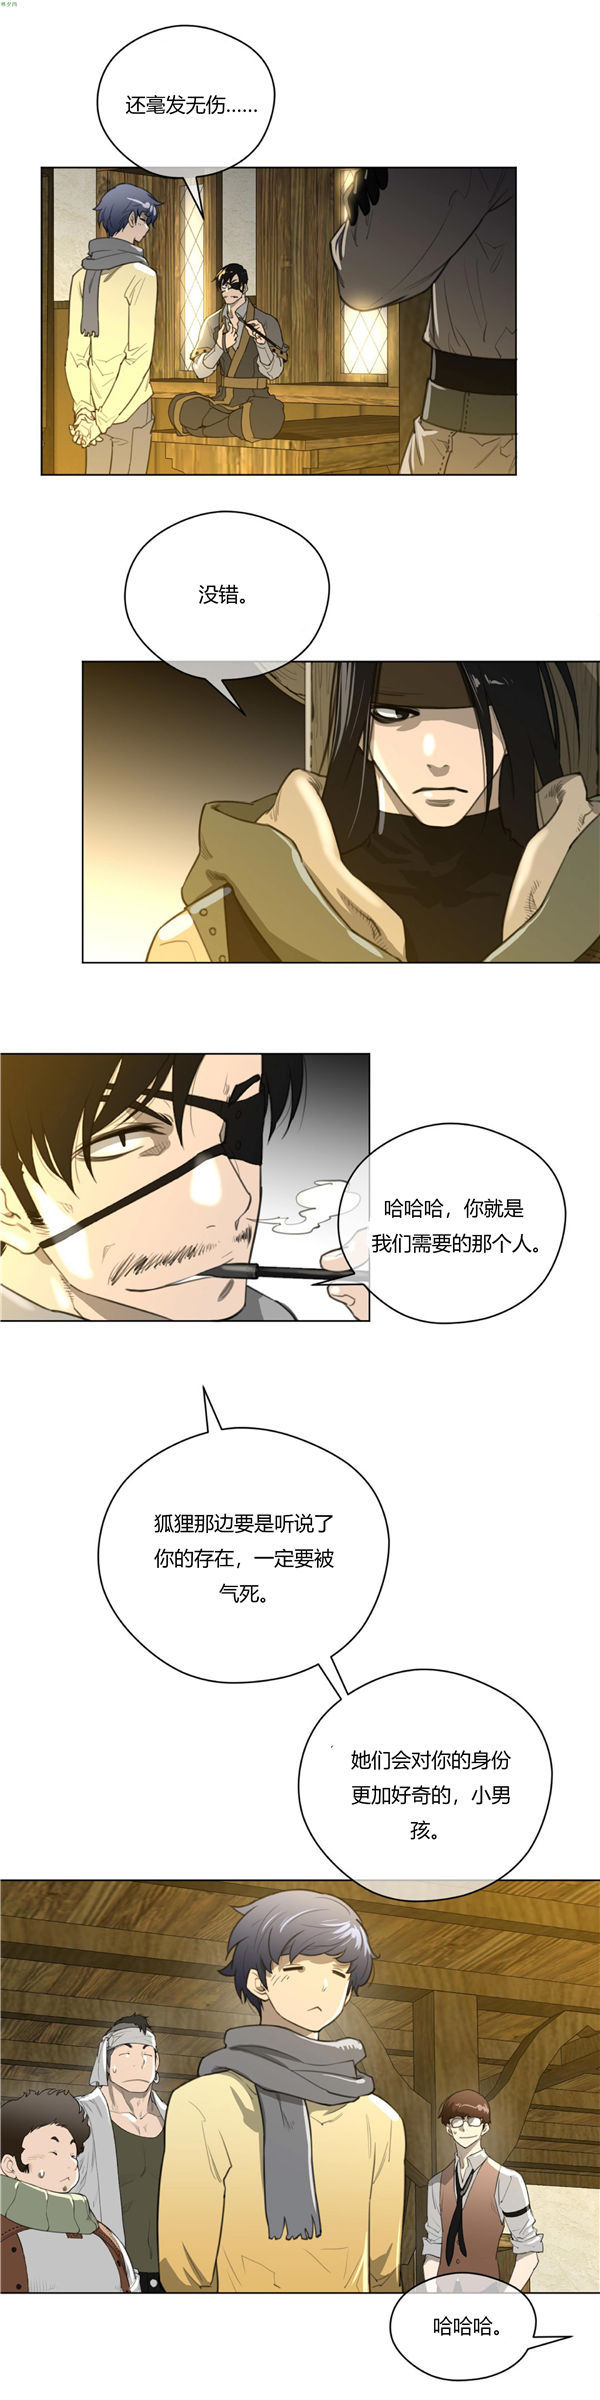 还毫发无伤……
没错。
哈哈哈，你就是
我们需要的那个人。
狐狸那边要是听说了
你的存在，一定要被
气死。
她们会对你的身份
更加好奇的，小男
孩。
哈哈哈。